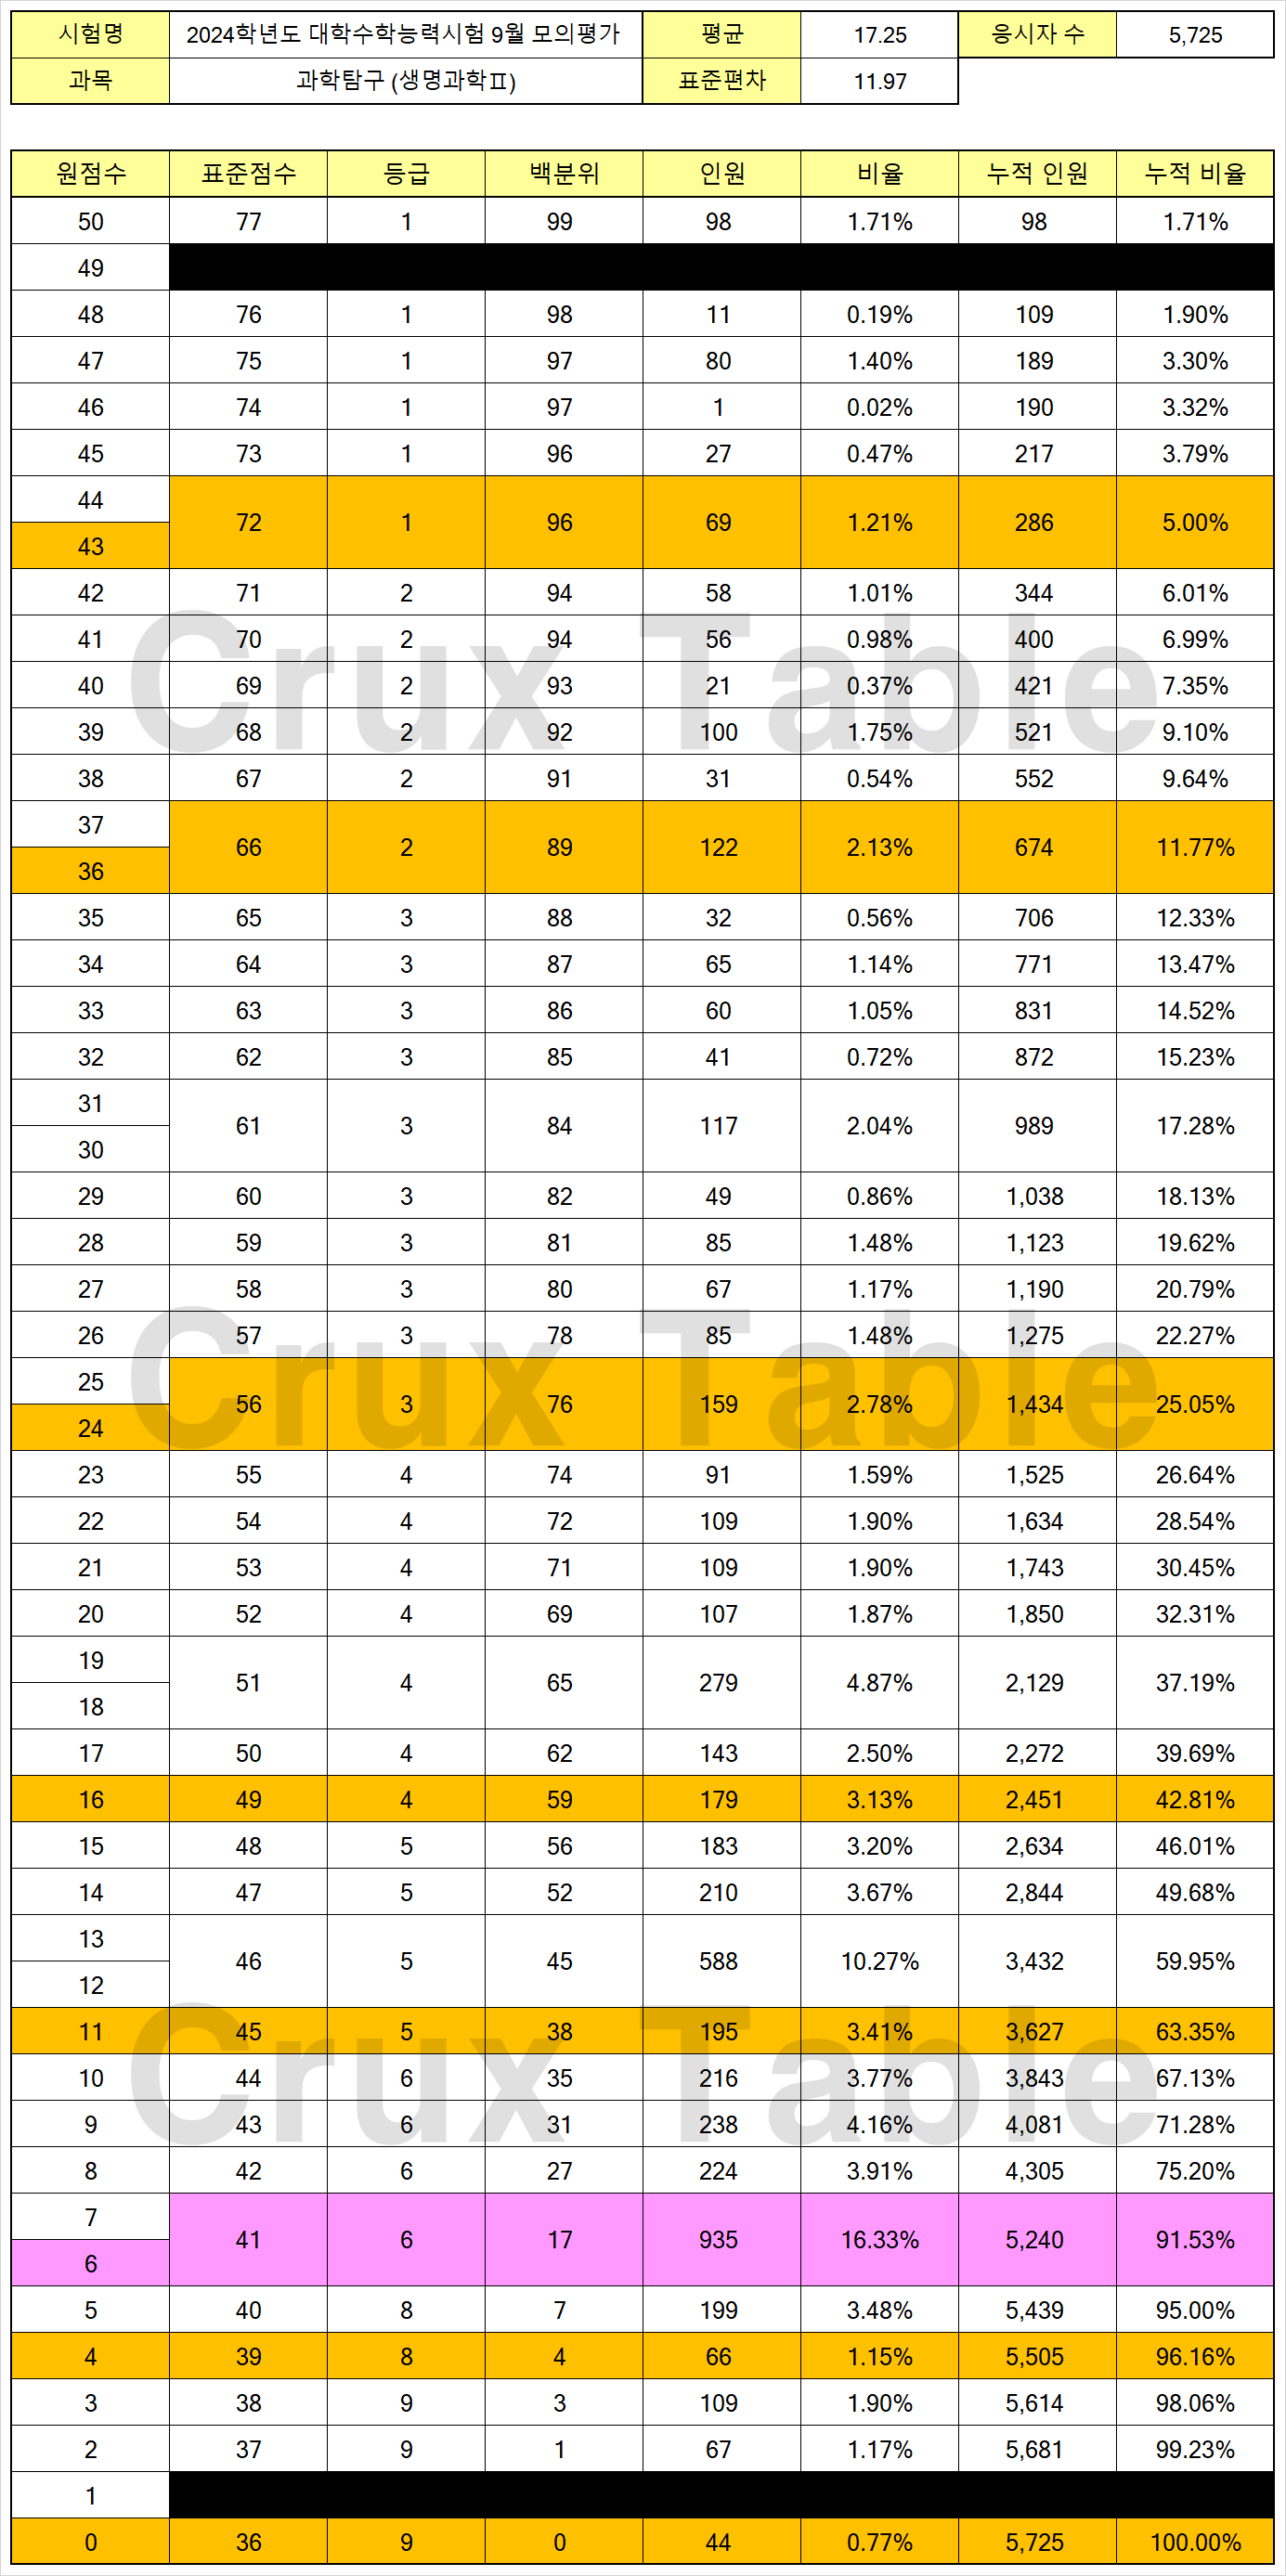 시험명 2024학년도 대학수학능력시험 9월 모의평가 평균 17.25 응시자 수 5,725
과목 과학탐구 (생명과학Ⅱ) 표준편차 11.97
원점수 표준점수 등급 백분위 인원 비율 누적 인원 누적 비율
50 77 1 99 98 1.71% 98 1.71%
49
48 76 1 98 11 0.19% 109 1.90%
47 75 1 97 80 1.40% 189 3.30%
46 74 1 97 1 0.02% 190 3.32%
45 73 1 96 27 0.47% 217 3.79%
44
72 1 96 69 1.21% 286 5.00%
43
42 71 2 94 58 1.01% 344 6.01%
41 70 2 94 56 0.98% 400 6.99%
Crux Table
40 69 2 93 21 0.37% 421 7.35%
39 68 2 92 100 1.75% 521 9.10%
38 67 2 91 31 0.54% 552 9.64%
37
66 2 89 122 2.13% 674 11.77%
36
35 65 3 88 32 0.56% 706 12.33%
34 64 3 87 65 1.14% 771 13.47%
33 63 3 86 60 1.05% 831 14.52%
32 62 3 85 41 0.72% 872 15.23%
31
61 3 84 117 2.04% 989 17.28%
30
29 60 3 82 49 0.86% 1,038 18.13%
28 59 3 81 85 1.48% 1,123 19.62%
27 58 3 80 67 1.17% 1,190 20.79%
26 57 3 78 85 1.48% 1,275 22.27%
Crux Table
25
56 3 76 159 2.78% 1,434 25.05%
24
23 55 4 74 91 1.59% 1,525 26.64%
22 54 4 72 109 1.90% 1,634 28.54%
21 53 4 71 109 1.90% 1,743 30.45%
20 52 4 69 107 1.87% 1,850 32.31%
19
51 4 65 279 4.87% 2,129 37.19%
18
17 50 4 62 143 2.50% 2,272 39.69%
16 49 4 59 179 3.13% 2,451 42.81%
15 48 5 56 183 3.20% 2,634 46.01%
14 47 5 52 210 3.67% 2,844 49.68%
13
46 5 45 588 10.27% 3,432 59.95%
12
11 45 5 38 195 3.41% 3,627 63.35%
Crux Table
10 44 6 35 216 3.77% 3,843 67.13%
9 43 6 31 238 4.16% 4,081 71.28%
8 42 6 27 224 3.91% 4,305 75.20%
7
41 6 17 935 16.33% 5,240 91.53%
6
5 40 8 7 199 3.48% 5,439 95.00%
4 39 8 4 66 1.15% 5,505 96.16%
3 38 9 3 109 1.90% 5,614 98.06%
2 37 9 1 67 1.17% 5,681 99.23%
1
0 36 9 0 44 0.77% 5,725 100.00%